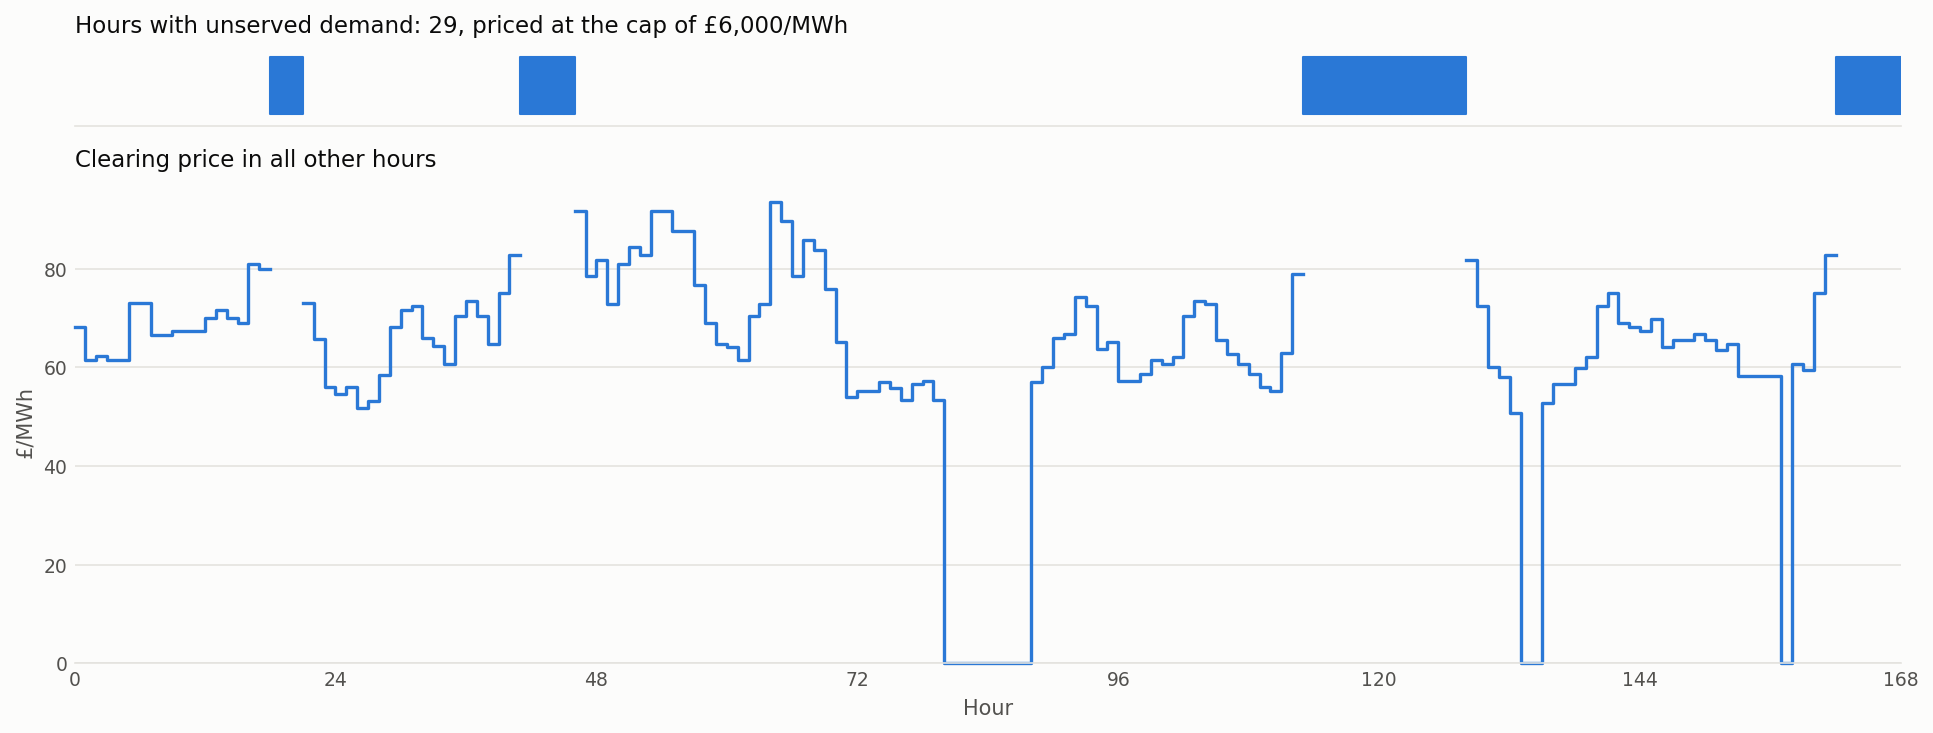 Hours with unserved demand: 29, priced at the cap of £6,000/MWh
Clearing price in all other hours
80
60
40
20
0
£/MWh
0 24 48 72 96 120 144 168
Hour